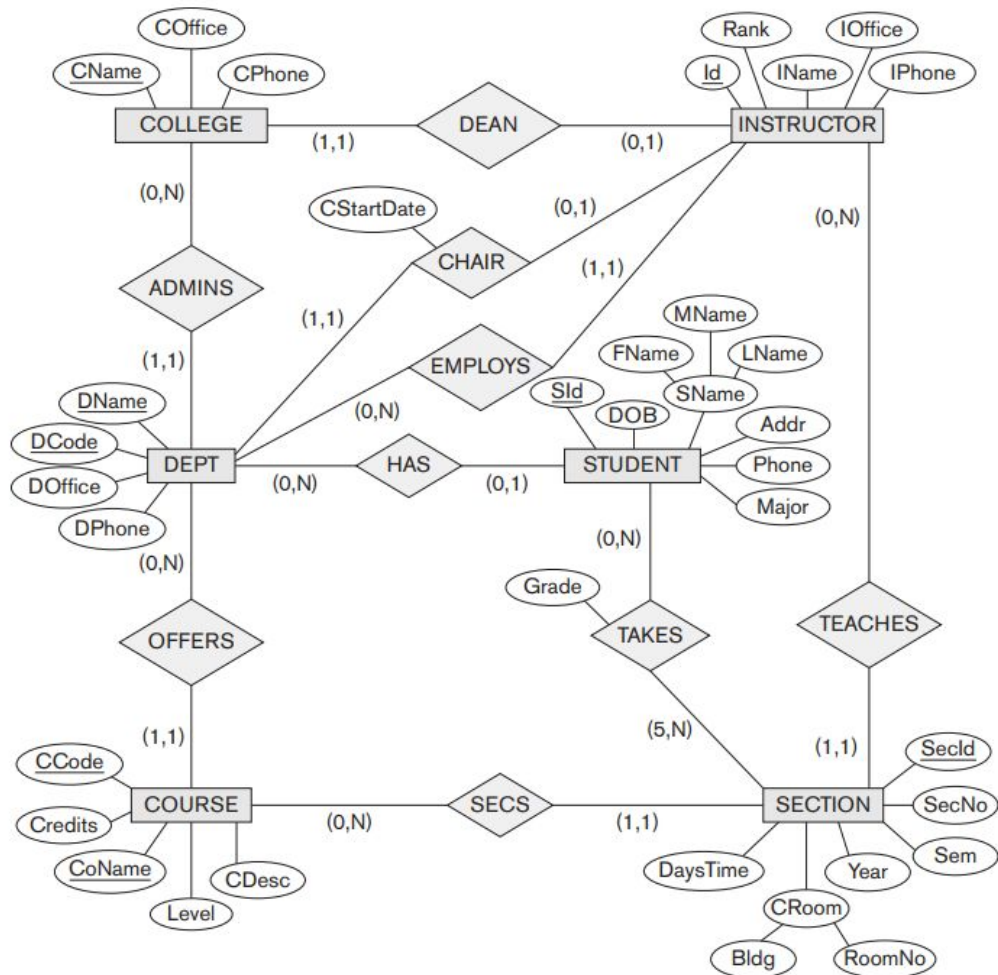 COffice
Rank
IOffice
CName
CPhone
Id
IName
IPhone
COLLEGE
(1,1)
DEAN
(0,1)
INSTRUCTOR
(0,N)
CStartDate
(0,1)
(0,N)
CHAIR
ADMINS
(1,1)
(1,1)
MName
(1,1)
EMPLOYS
FName
LName
DName
(0,N)
SId
SName
DCode
DOB
Addr
DEPT
HAS
STUDENT
Phone
DOffice
(0,N)
(0,1)
Major
DPhone
(0,N)
(0,N)
Grade
OFFERS
TAKES
TEACHES
(1,1)
(5,N)
(1,1)
SecId
CCode
COURSE
SECS
SECTION
SecNo
Credits
(0,N)
(1,1)
CoName
CDesc
DaysTime
Year
Sem
Level
CRoom
Bldg
RoomNo